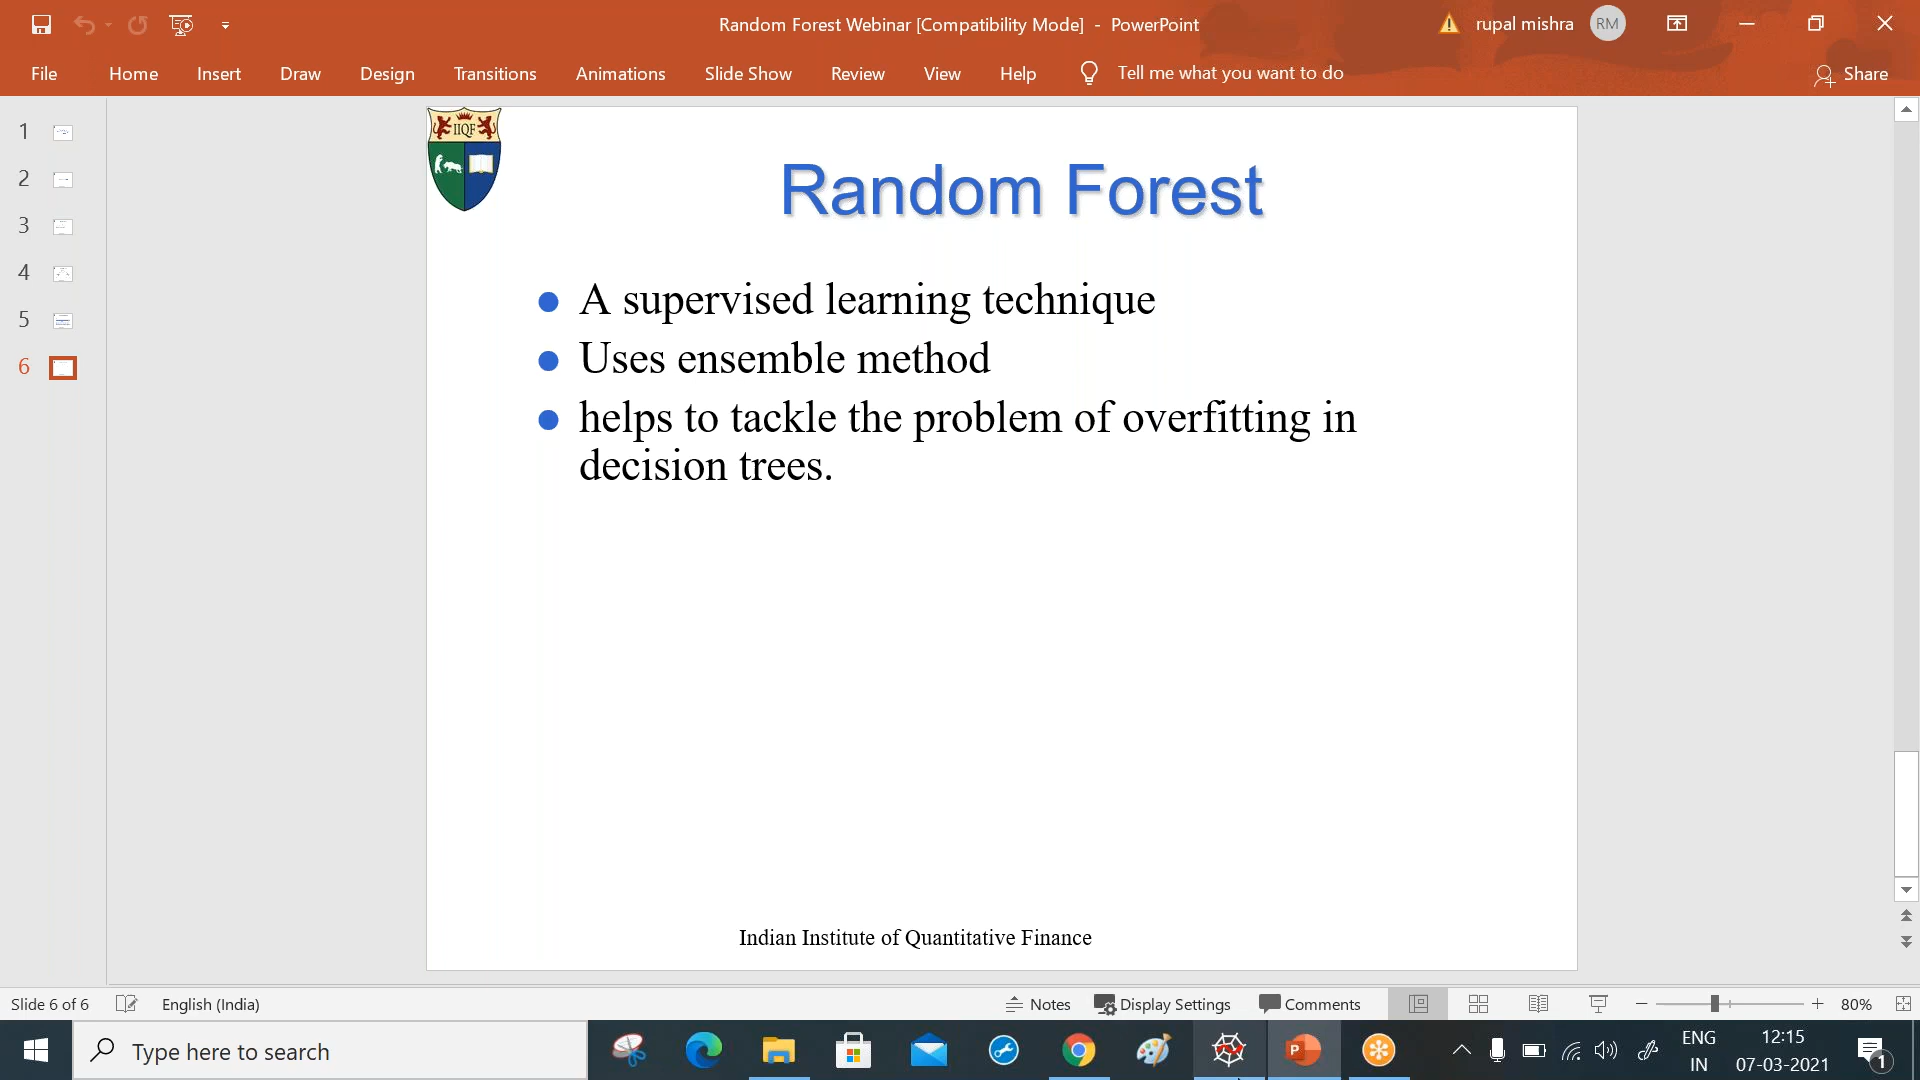 Random Forest Webinar [Compatibility Mode] - PowerPoint
rupal mishra RM
File Home Insert Draw Design Transitions Animations Slide Show Review View Help Tell me what you want to do Share
1
2
3
4
5
6
IIQF
Random Forest
A supervised learning technique
Uses ensemble method
helps to tackle the problem of overfitting in
decision trees.
Indian Institute of Quantitative Finance
Slide 6 of 6 English (India) Notes Display Settings Comments 80%
Type here to search
ENG 12:15
IN 07-03-2021 1